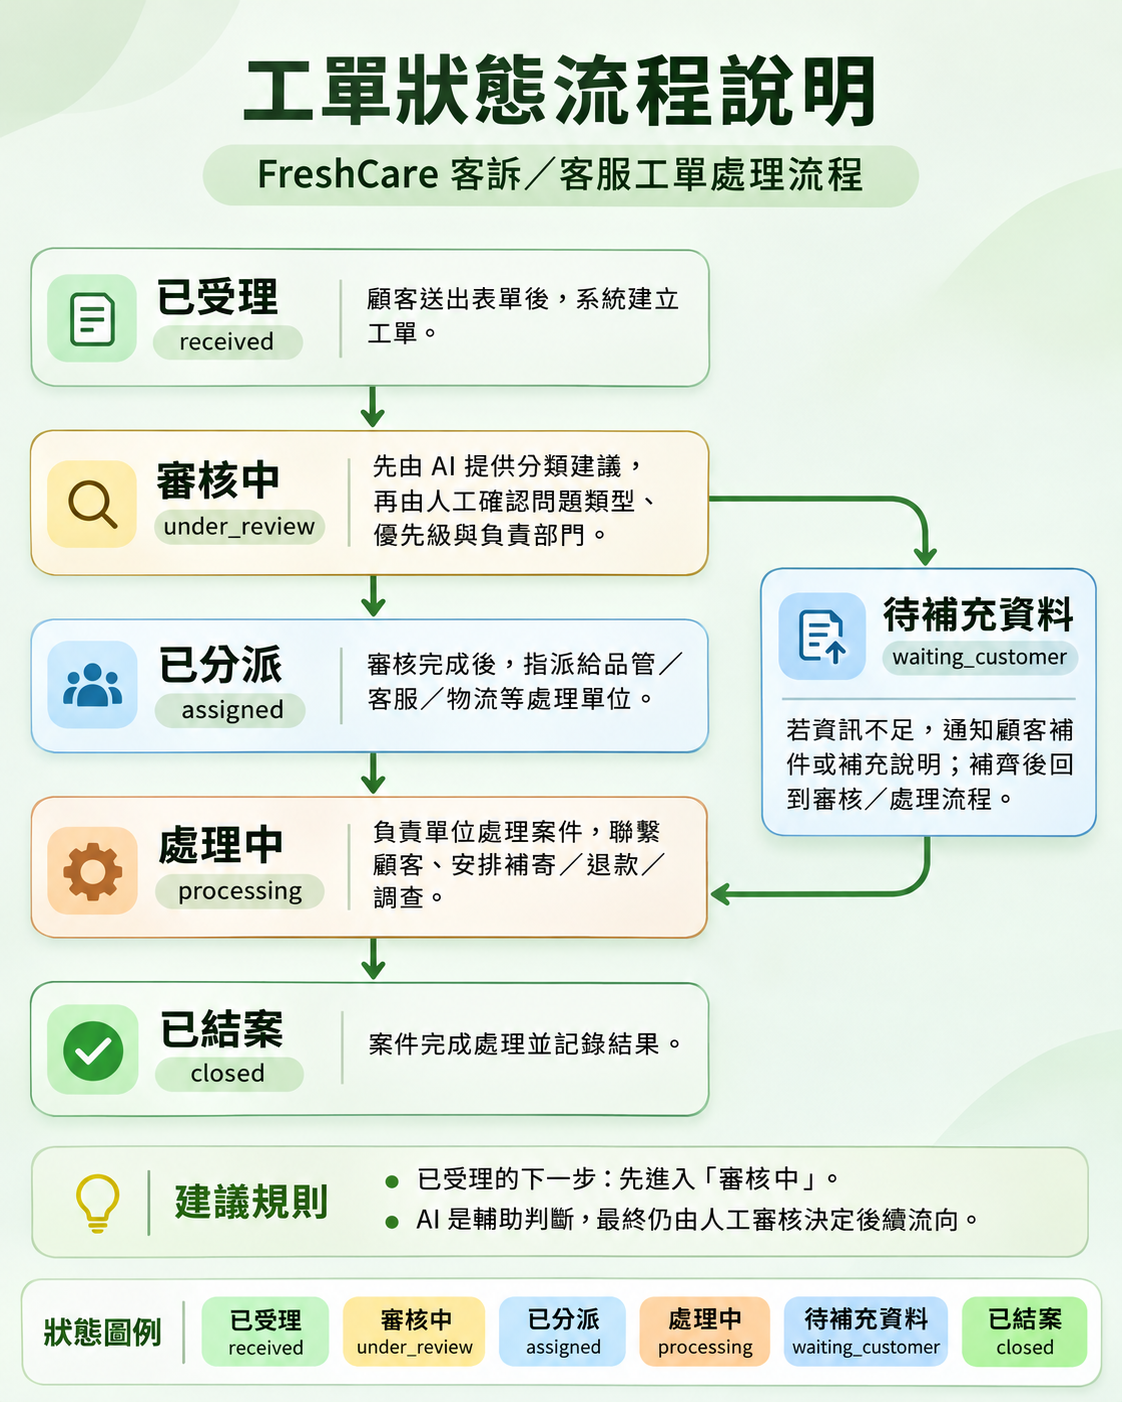 工單狀態流程說明
FreshCare 客訴／客服工單處理流程
已受理
received
顧客送出表單後，系統建立
工單。
審核中
under_review
先由 AI 提供分類建議，
再由人工確認問題類型、
優先級與負責部門。
待補充資料
waiting_customer
若資訊不足，通知顧客補
件或補充說明；補齊後回
到審核／處理流程。
已分派
assigned
審核完成後，指派給品管／
客服／物流等處理單位。
處理中
processing
負責單位處理案件，聯繫
顧客、安排補寄／退款／
調查。
已結案
closed
案件完成處理並記錄結果。
建議規則
● 已受理的下一步：先進入「審核中」。
● AI 是輔助判斷，最終仍由人工審核決定後續流向。
狀態圖例
已受理
received
審核中
under_review
已分派
assigned
處理中
processing
待補充資料
waiting_customer
已結案
closed